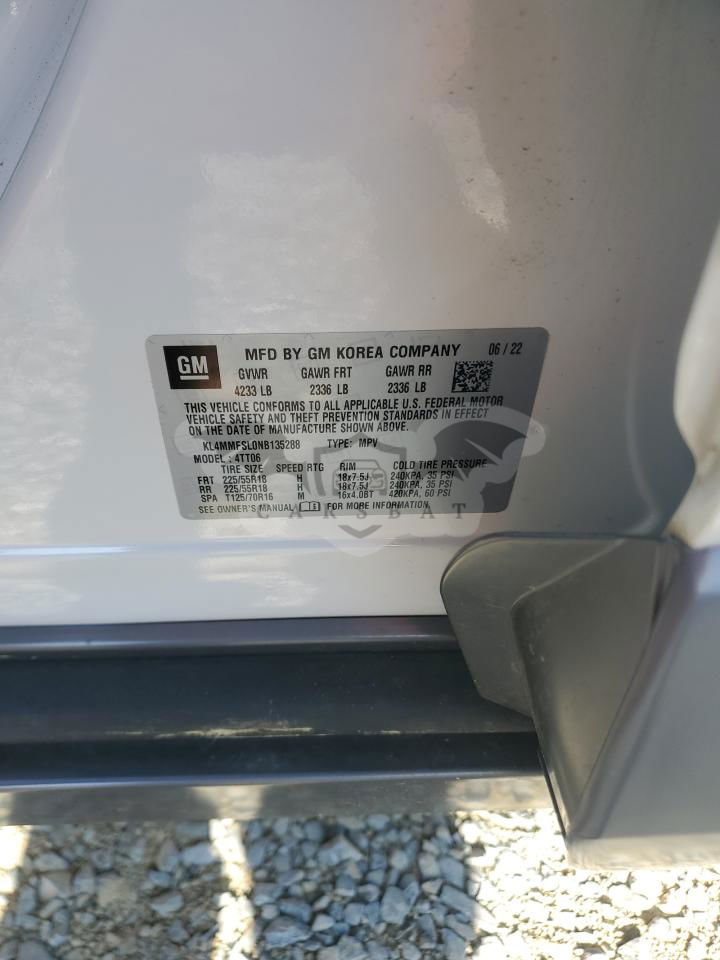 GM
MFD BY GM KOREA COMPANY 06 / 22
GVWR GAWR FRT GAWR RR
4233 LB 2336 LB 2336 LB
THIS VEHICLE CONFORMS TO ALL APPLICABLE U.S. FEDERAL MOTOR
VEHICLE SAFETY AND THEFT PREVENTION STANDARDS IN EFFECT
ON THE DATE OF MANUFACTURE SHOWN ABOVE.
KL4MMFSL0NB135288 TYPE: MPV
MODEL: 4TT06
TIRE SIZE SPEED RTG RIM COLD TIRE PRESSURE
FRT 225/55R18 H 18x7.5J 240KPA, 35 PSI
RR 225/55R18 H 18x7.5J 240KPA, 35 PSI
SPA T125/70R16 M 16x4.0BT 420KPA, 60 PSI
SEE OWNER'S MANUAL FOR MORE INFORMATION.
CARSBAT